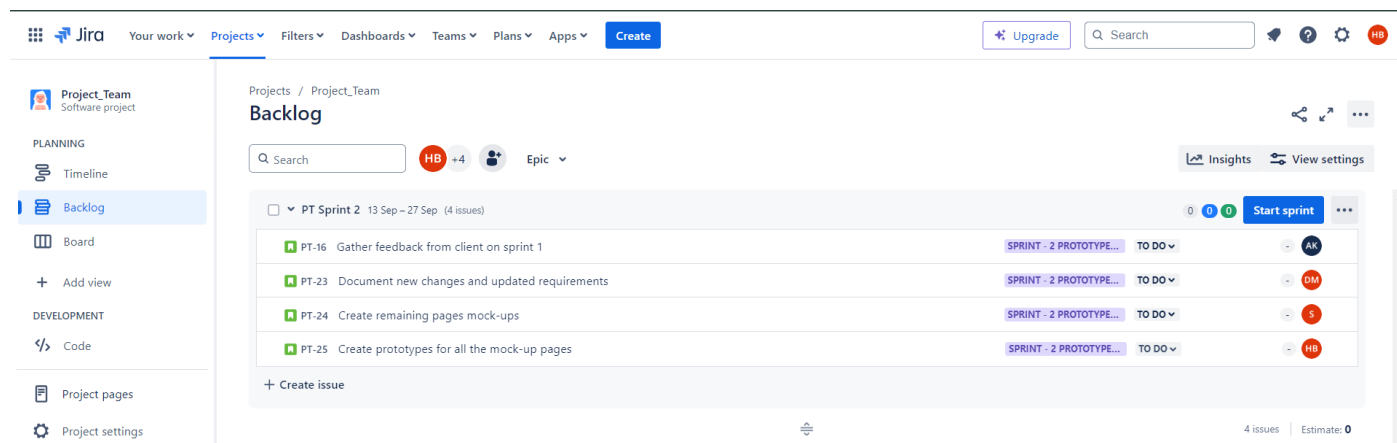 Jira Your work Projects Filters Dashboards Teams Plans Apps Create Upgrade Search HB
Project_Team
Software project
PLANNING
Timeline
Backlog
Board
+ Add view
DEVELOPMENT
Code
Project pages
Project settings
Projects / Project_Team
Backlog
Search HB +4 Epic Insights View settings
PT Sprint 2 13 Sep – 27 Sep (4 issues) 0 0 0 Start sprint
PT-16 Gather feedback from client on sprint 1 SPRINT - 2 PROTOTYPE... TO DO - AK
PT-23 Document new changes and updated requirements SPRINT - 2 PROTOTYPE... TO DO - DM
PT-24 Create remaining pages mock-ups SPRINT - 2 PROTOTYPE... TO DO - S
PT-25 Create prototypes for all the mock-up pages SPRINT - 2 PROTOTYPE... TO DO - HB
+ Create issue
4 issues Estimate: 0